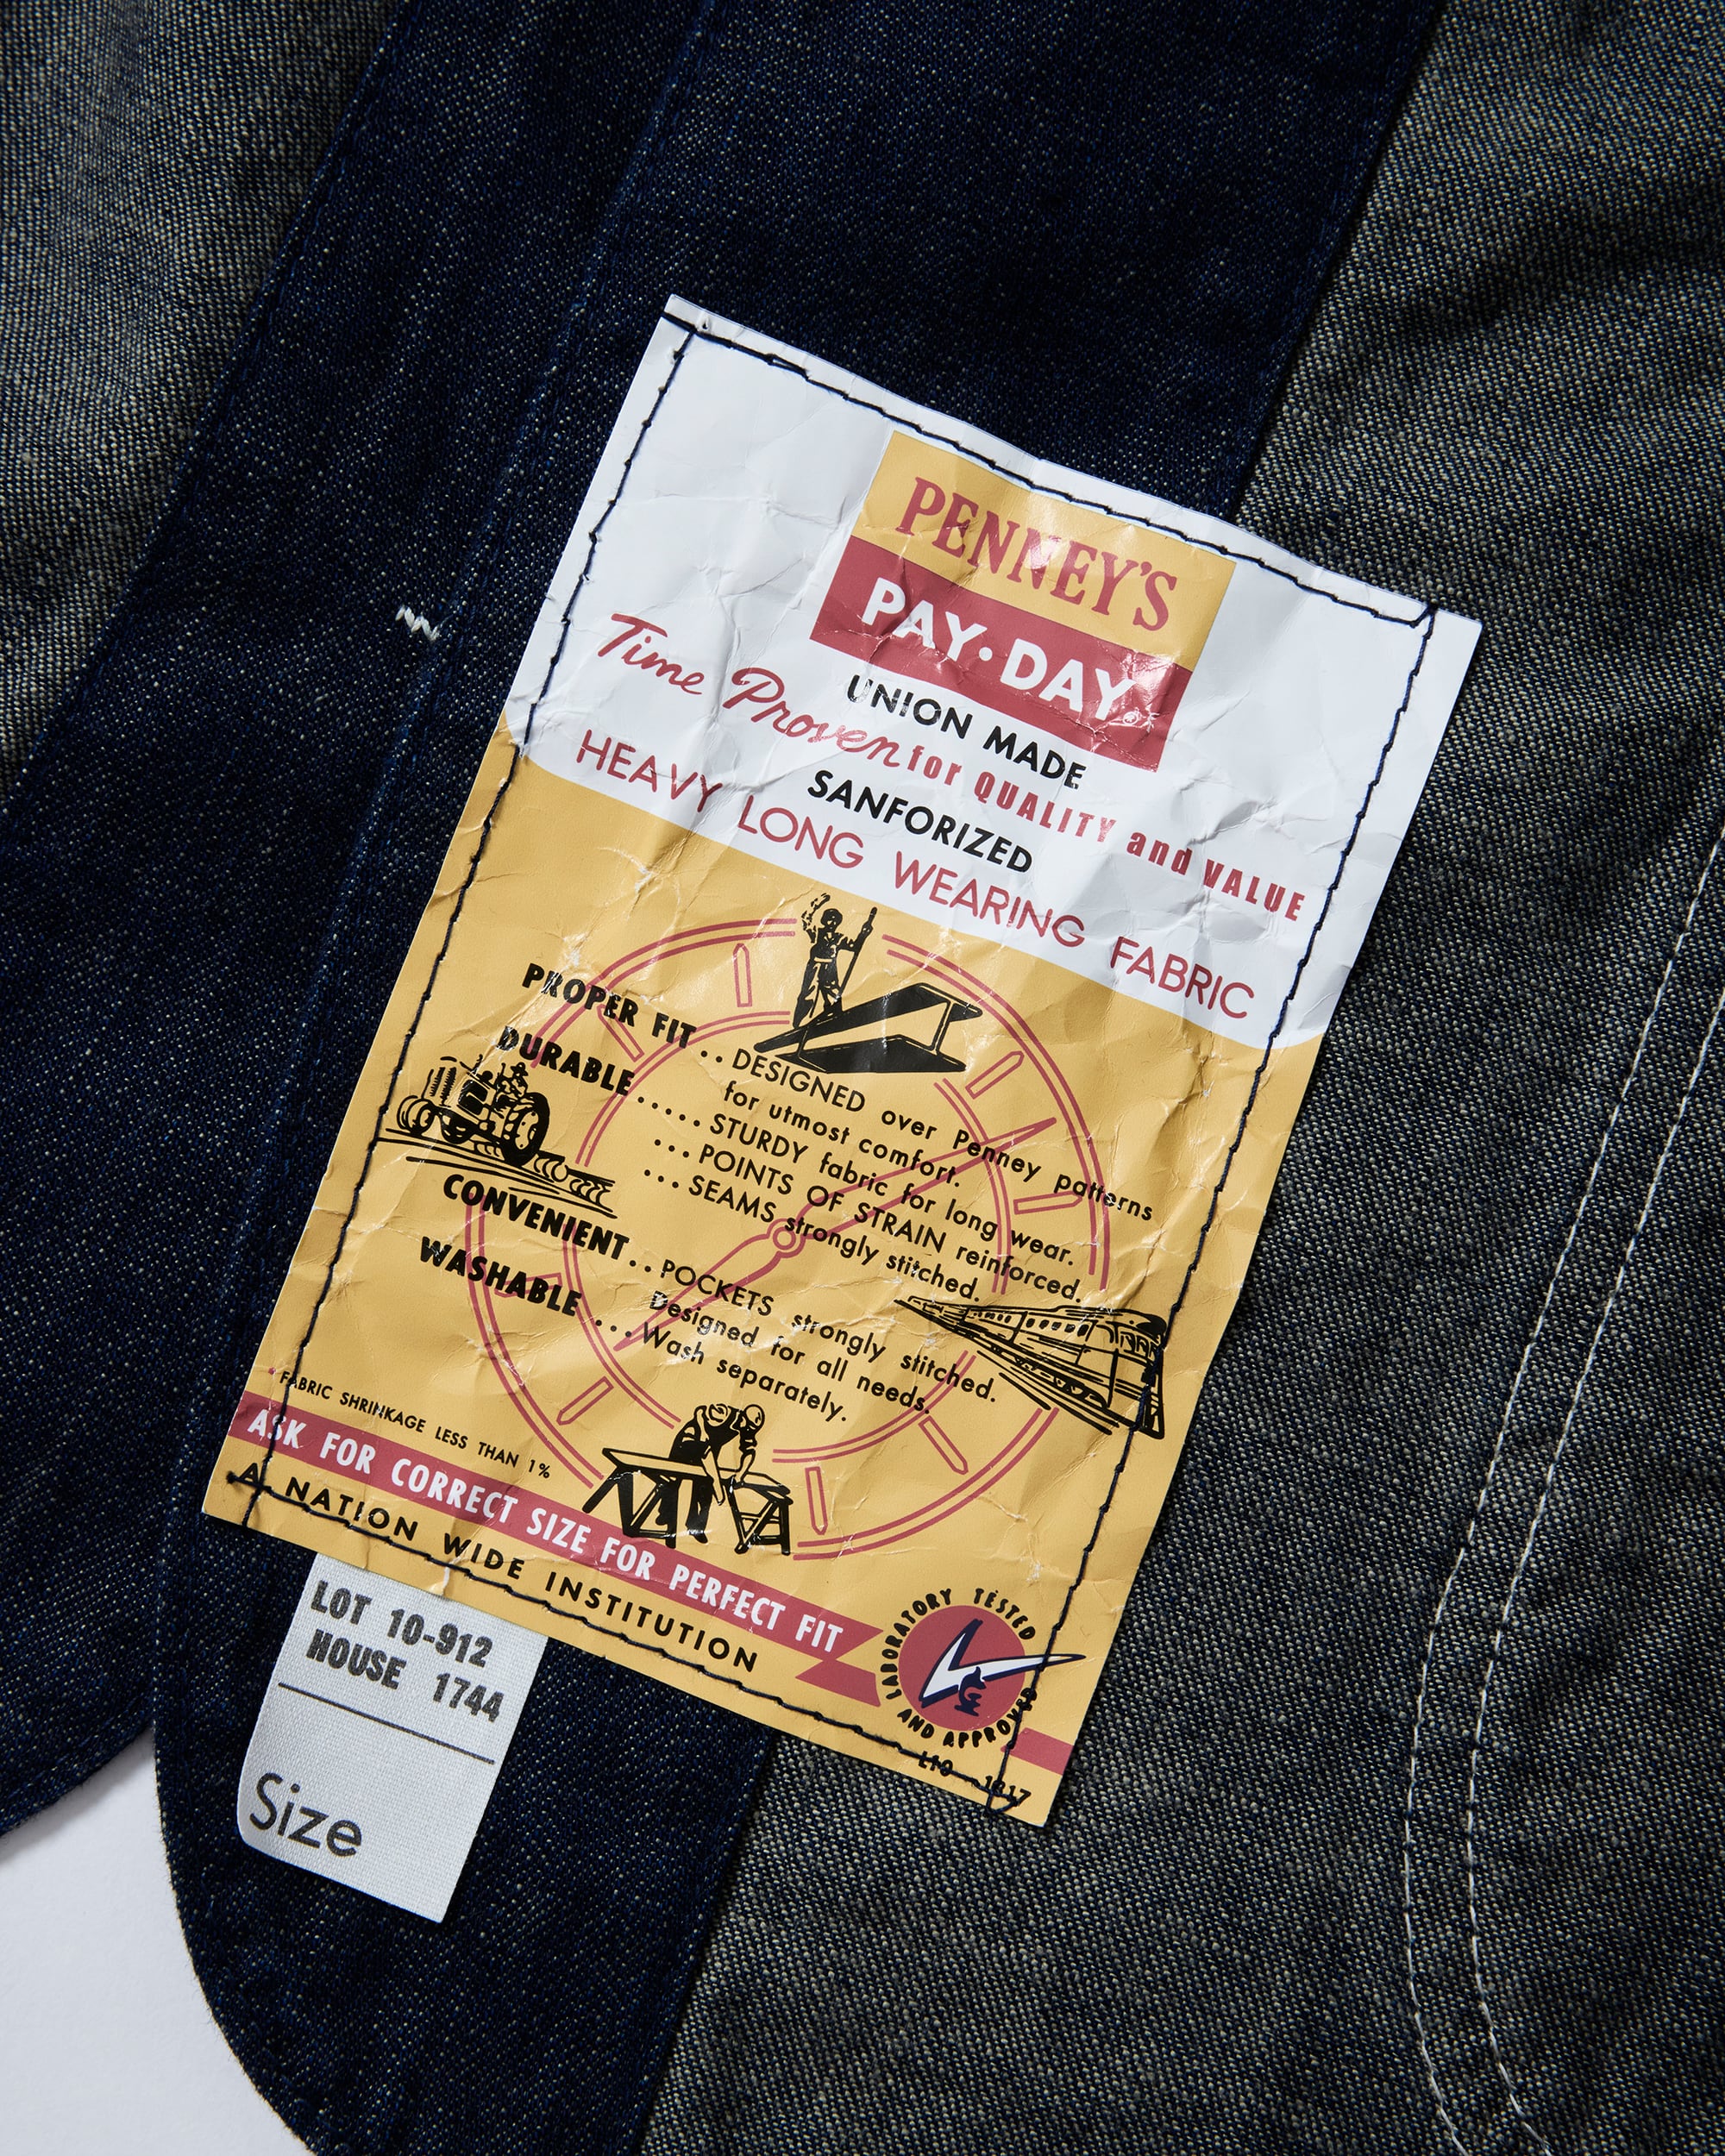 PENNEY'S
PAY·DAY
UNION MADE
Time Proven for QUALITY and VALUE
SANFORIZED
HEAVY LONG WEARING FABRIC
PROPER FIT.. DESIGNED over Penney patterns
for utmost comfort.
DURABLE..... STURDY fabric for long wear.
... POINTS OF STRAIN reinforced.
... SEAMS strongly stitched.
CONVENIENT.. POCKETS strongly stitched.
Designed for all needs.
WASHABLE... Wash separately.
FABRIC SHRINKAGE LESS THAN 1%
ASK FOR CORRECT SIZE FOR PERFECT FIT
A NATION WIDE INSTITUTION
LABORATORY TESTED
AND APPROVED
LOT 10-912
HOUSE 1744
Size